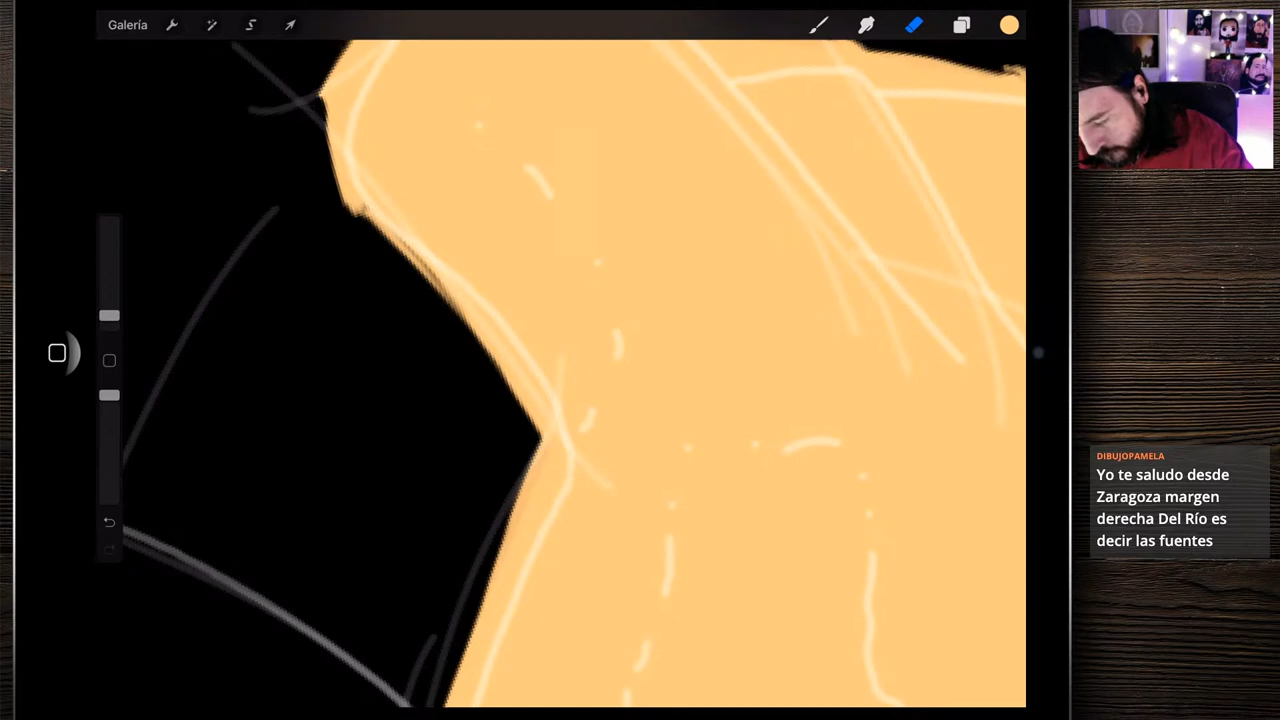 Galería
DIBUJOPAMELA
Yo te saludo desde
Zaragoza margen
derecha Del Río es
decir las fuentes